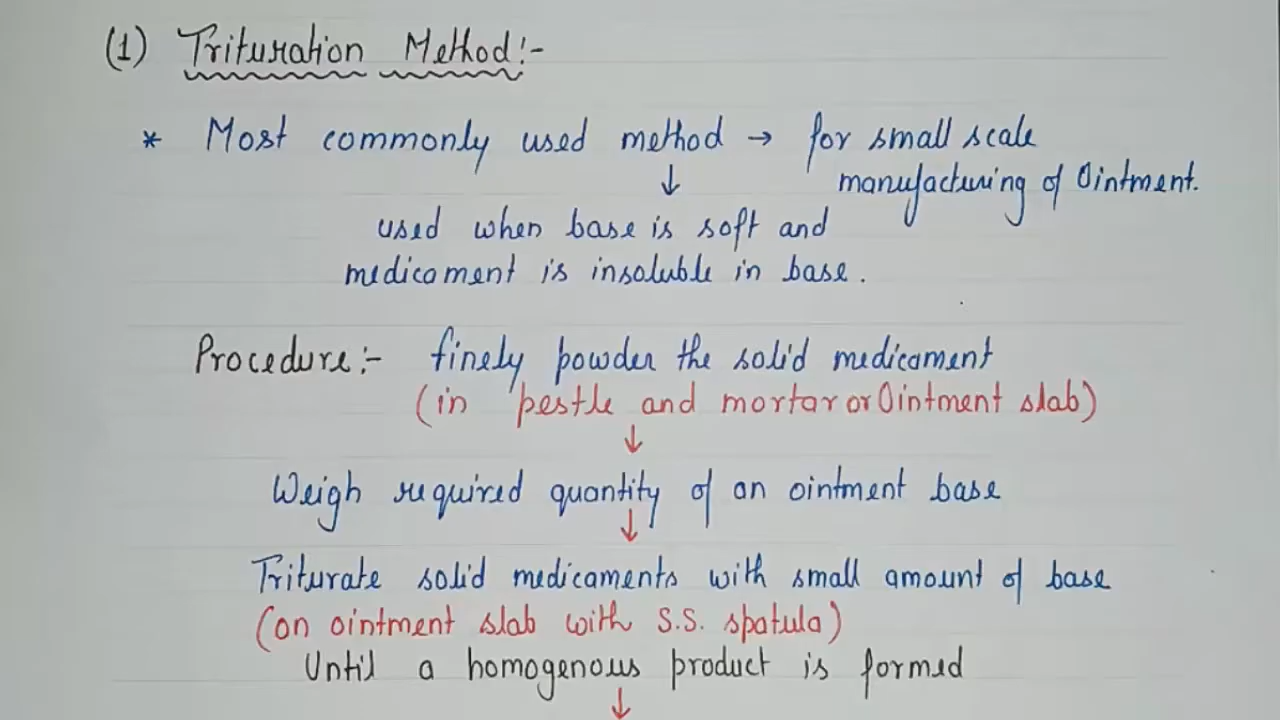 (1) Trituration Method:-
* Most commonly used method → for small scale
↓ manufacturing of Ointment.
used when base is soft and
medicament is insoluble in base.
Procedure:- finely powder the solid medicament
(in pestle and mortar or Ointment slab)
↓
Weigh required quantity of an ointment base
↓
Triturate solid medicaments with small amount of base
(on ointment slab with S.S. spatula)
Until a homogenous product is formed
↓